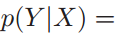 p(Y|X) =